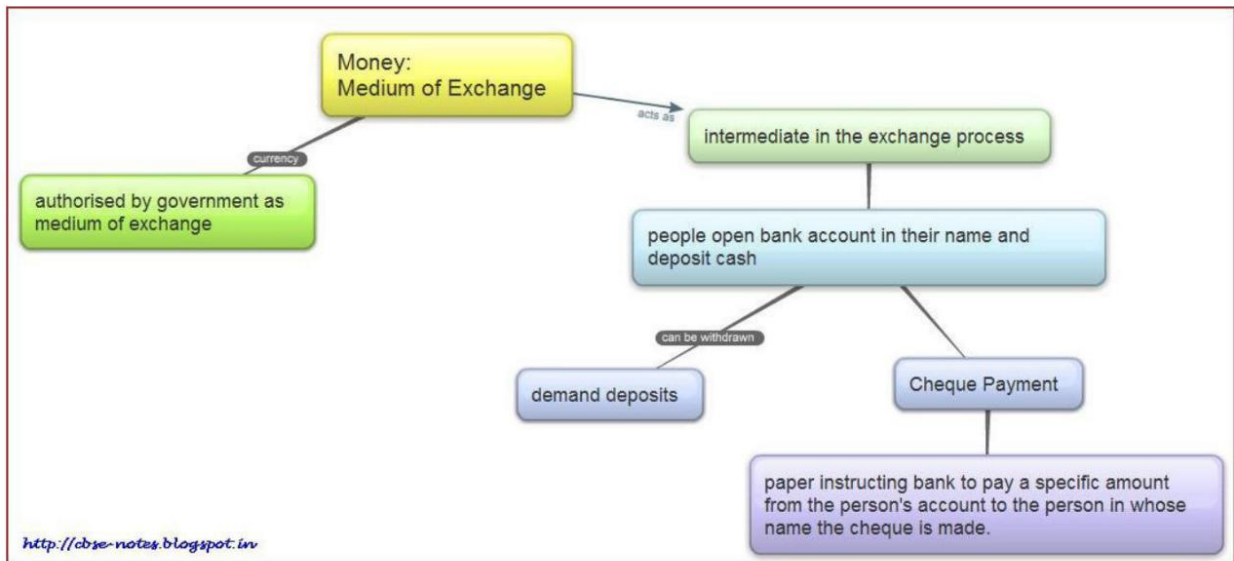 Money:
Medium of Exchange
acts as
intermediate in the exchange process
currency
authorised by government as
medium of exchange
people open bank account in their name and
deposit cash
can be withdrawn
demand deposits
Cheque Payment
paper instructing bank to pay a specific amount
from the person's account to the person in whose
name the cheque is made.
http://cbse-notes.blogspot.in